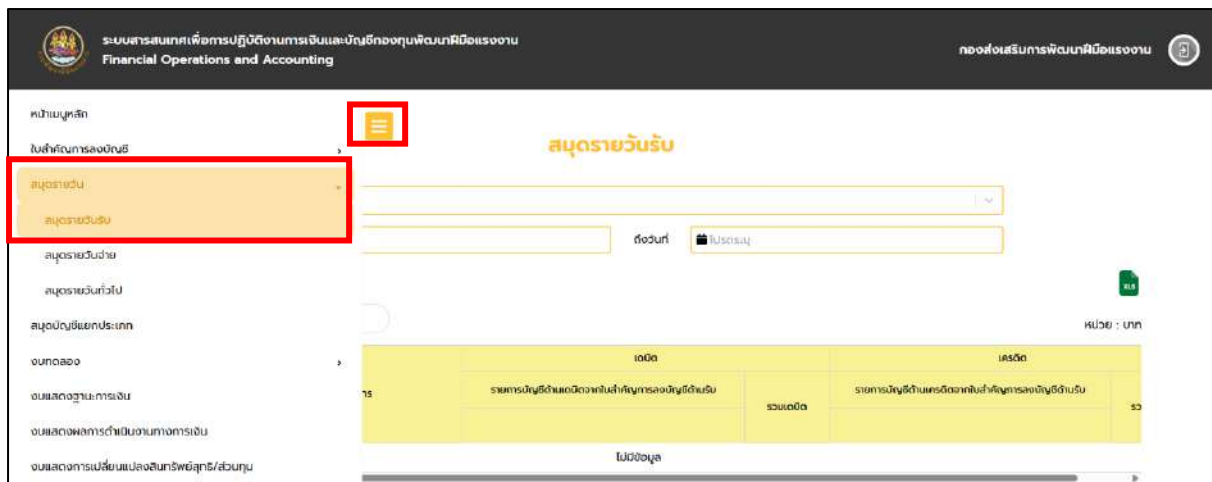 ระบบสารสนเทศเพื่อการปฏิบัติงานการเงินและบัญชีกองทุนพัฒนาฝีมือแรงงาน
Financial Operations and Accounting
กองส่งเสริมการพัฒนาฝีมือแรงงาน
หน้าเมนูหลัก
ใบสำคัญการลงบัญชี
สมุดรายวัน
สมุดรายวันรับ
สมุดรายวันจ่าย
สมุดรายวันทั่วไป
สมุดบัญชีแยกประเภท
งบทดลอง
งบแสดงฐานะการเงิน
งบแสดงผลการดำเนินงานทางการเงิน
งบแสดงการเปลี่ยนแปลงสินทรัพย์สุทธิ/ส่วนทุน
สมุดรายวันรับ
ถึงวันที่ โปรดระบุ
XLS
หน่วย : บาท
เดบิต เครดิต
าร รายการบัญชีด้านเดบิตจากใบสำคัญการลงบัญชีด้านรับ รวมเดบิต รายการบัญชีด้านเครดิตจากใบสำคัญการลงบัญชีด้านรับ รว
ไม่มีข้อมูล